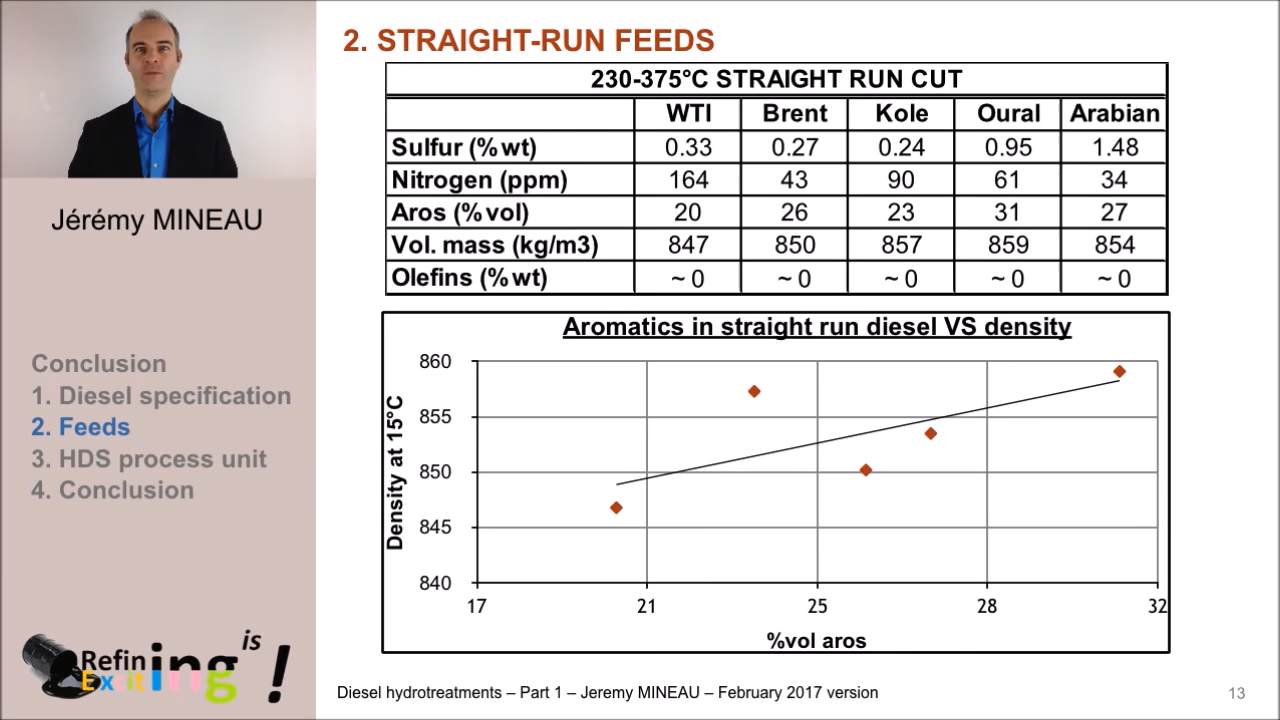 2. STRAIGHT-RUN FEEDS
230-375°C STRAIGHT RUN CUT
WTI Brent Kole Oural Arabian
Sulfur (%wt) 0.33 0.27 0.24 0.95 1.48
Nitrogen (ppm) 164 43 90 61 34
Aros (%vol) 20 26 23 31 27
Vol. mass (kg/m3) 847 850 857 859 854
Olefins (%wt) ~ 0 ~ 0 ~ 0 ~ 0 ~ 0
Jérémy MINEAU
Conclusion
1. Diesel specification
2. Feeds
3. HDS process unit
4. Conclusion
Aromatics in straight run diesel VS density
Density at 15°C
860
855
850
845
840
17 21 25 28 32
%vol aros
Refin ing is !
Exciting
Diesel hydrotreatments – Part 1 – Jeremy MINEAU – February 2017 version
13